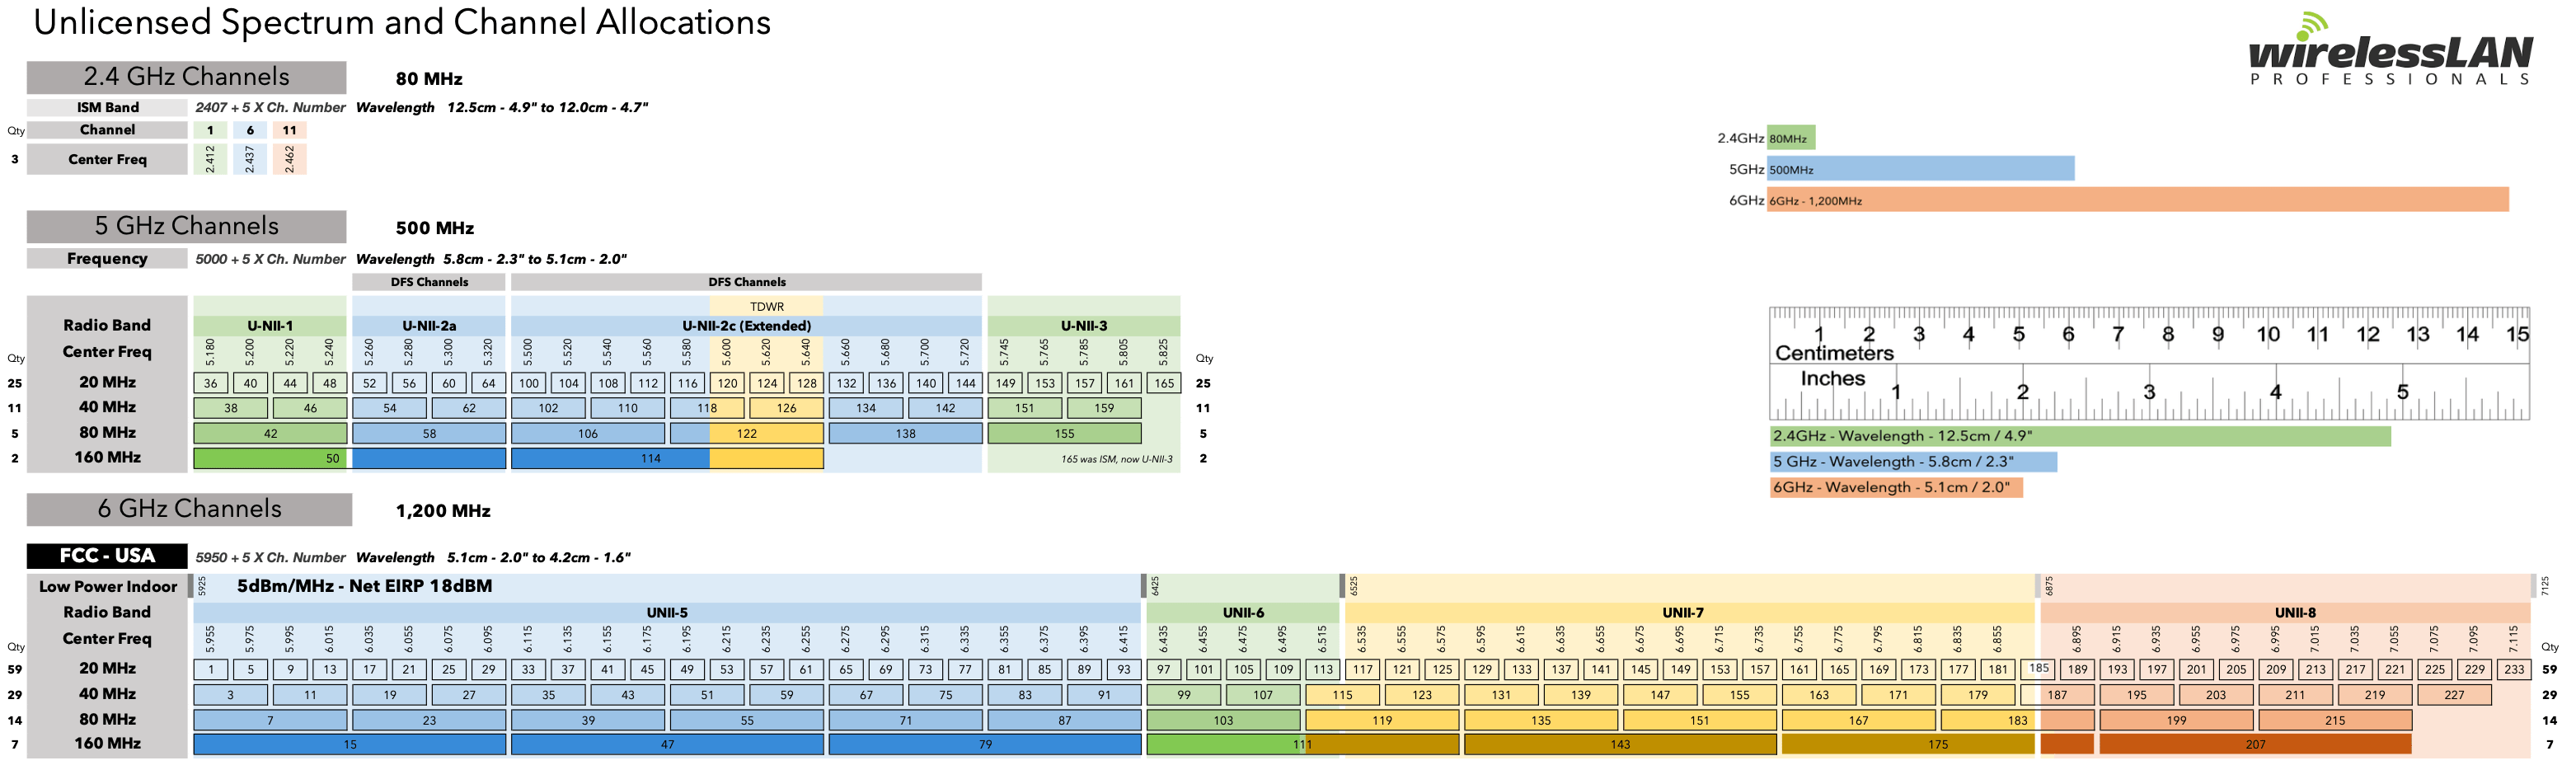 Unlicensed Spectrum and Channel Allocations
wirelessLAN
PROFESSIONALS
2.4 GHz Channels 80 MHz
ISM Band 2407 + 5 X Ch. Number Wavelength 12.5cm - 4.9" to 12.0cm - 4.7"
Qty Channel 1 6 11
3 Center Freq 2.412 2.437 2.462
2.4GHz 80MHz
5GHz 500MHz
6GHz 6GHz - 1,200MHz
5 GHz Channels 500 MHz
Frequency 5000 + 5 X Ch. Number Wavelength 5.8cm - 2.3" to 5.1cm - 2.0"
DFS Channels DFS Channels
TDWR
Radio Band U-NII-1 U-NII-2a U-NII-2c (Extended) U-NII-3
Center Freq 5.180 5.200 5.220 5.240 5.260 5.280 5.300 5.320 5.500 5.520 5.540 5.560 5.580 5.600 5.620 5.640 5.660 5.680 5.700 5.720 5.745 5.765 5.785 5.805 5.825
Qty Qty
25 20 MHz 36 40 44 48 52 56 60 64 100 104 108 112 116 120 124 128 132 136 140 144 149 153 157 161 165 25
11 40 MHz 38 46 54 62 102 110 118 126 134 142 151 159 11
5 80 MHz 42 58 106 122 138 155 5
2 160 MHz 50 114 165 was ISM, now U-NII-3 2
1 2 3 4 5 6 7 8 9 10 11 12 13 14 15
Centimeters
Inches 1 2 3 4 5
2.4GHz - Wavelength - 12.5cm / 4.9"
5 GHz - Wavelength - 5.8cm / 2.3"
6GHz - Wavelength - 5.1cm / 2.0"
6 GHz Channels 1,200 MHz
FCC - USA 5950 + 5 X Ch. Number Wavelength 5.1cm - 2.0" to 4.2cm - 1.6"
Low Power Indoor 5925 5dBm/MHz - Net EIRP 18dBM 6425 6525 6875 7125
Radio Band UNII-5 UNII-6 UNII-7 UNII-8
Center Freq 5.955 5.975 5.995 6.015 6.035 6.055 6.075 6.095 6.115 6.135 6.155 6.175 6.195 6.215 6.235 6.255 6.275 6.295 6.315 6.335 6.355 6.375 6.395 6.415 6.435 6.455 6.475 6.495 6.515 6.535 6.555 6.575 6.595 6.615 6.635 6.655 6.675 6.695 6.715 6.735 6.755 6.775 6.795 6.815 6.835 6.855 6.895 6.915 6.935 6.955 6.975 6.995 7.015 7.035 7.055 7.075 7.095 7.115
Qty Qty
59 20 MHz 1 5 9 13 17 21 25 29 33 37 41 45 49 53 57 61 65 69 73 77 81 85 89 93 97 101 105 109 113 117 121 125 129 133 137 141 145 149 153 157 161 165 169 173 177 181 185 189 193 197 201 205 209 213 217 221 225 229 233 59
29 40 MHz 3 11 19 27 35 43 51 59 67 75 83 91 99 107 115 123 131 139 147 155 163 171 179 187 195 203 211 219 227 29
14 80 MHz 7 23 39 55 71 87 103 119 135 151 167 183 199 215 14
7 160 MHz 15 47 79 111 143 175 207 7